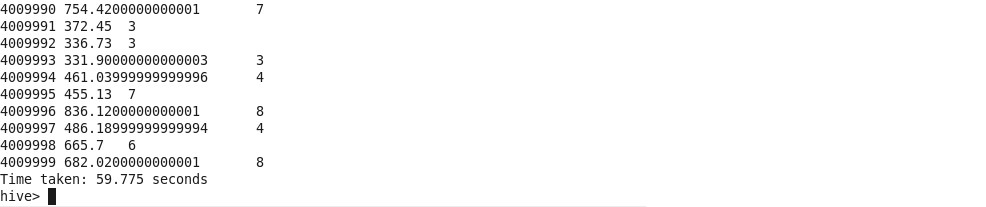 4009990 754.4200000000001       7
4009991 372.45  3
4009992 336.73  3
4009993 331.90000000000003      3
4009994 461.03999999999996      4
4009995 455.13  7
4009996 836.1200000000001       8
4009997 486.18999999999994      4
4009998 665.7   6
4009999 682.0200000000001       8
Time taken: 59.775 seconds
hive>